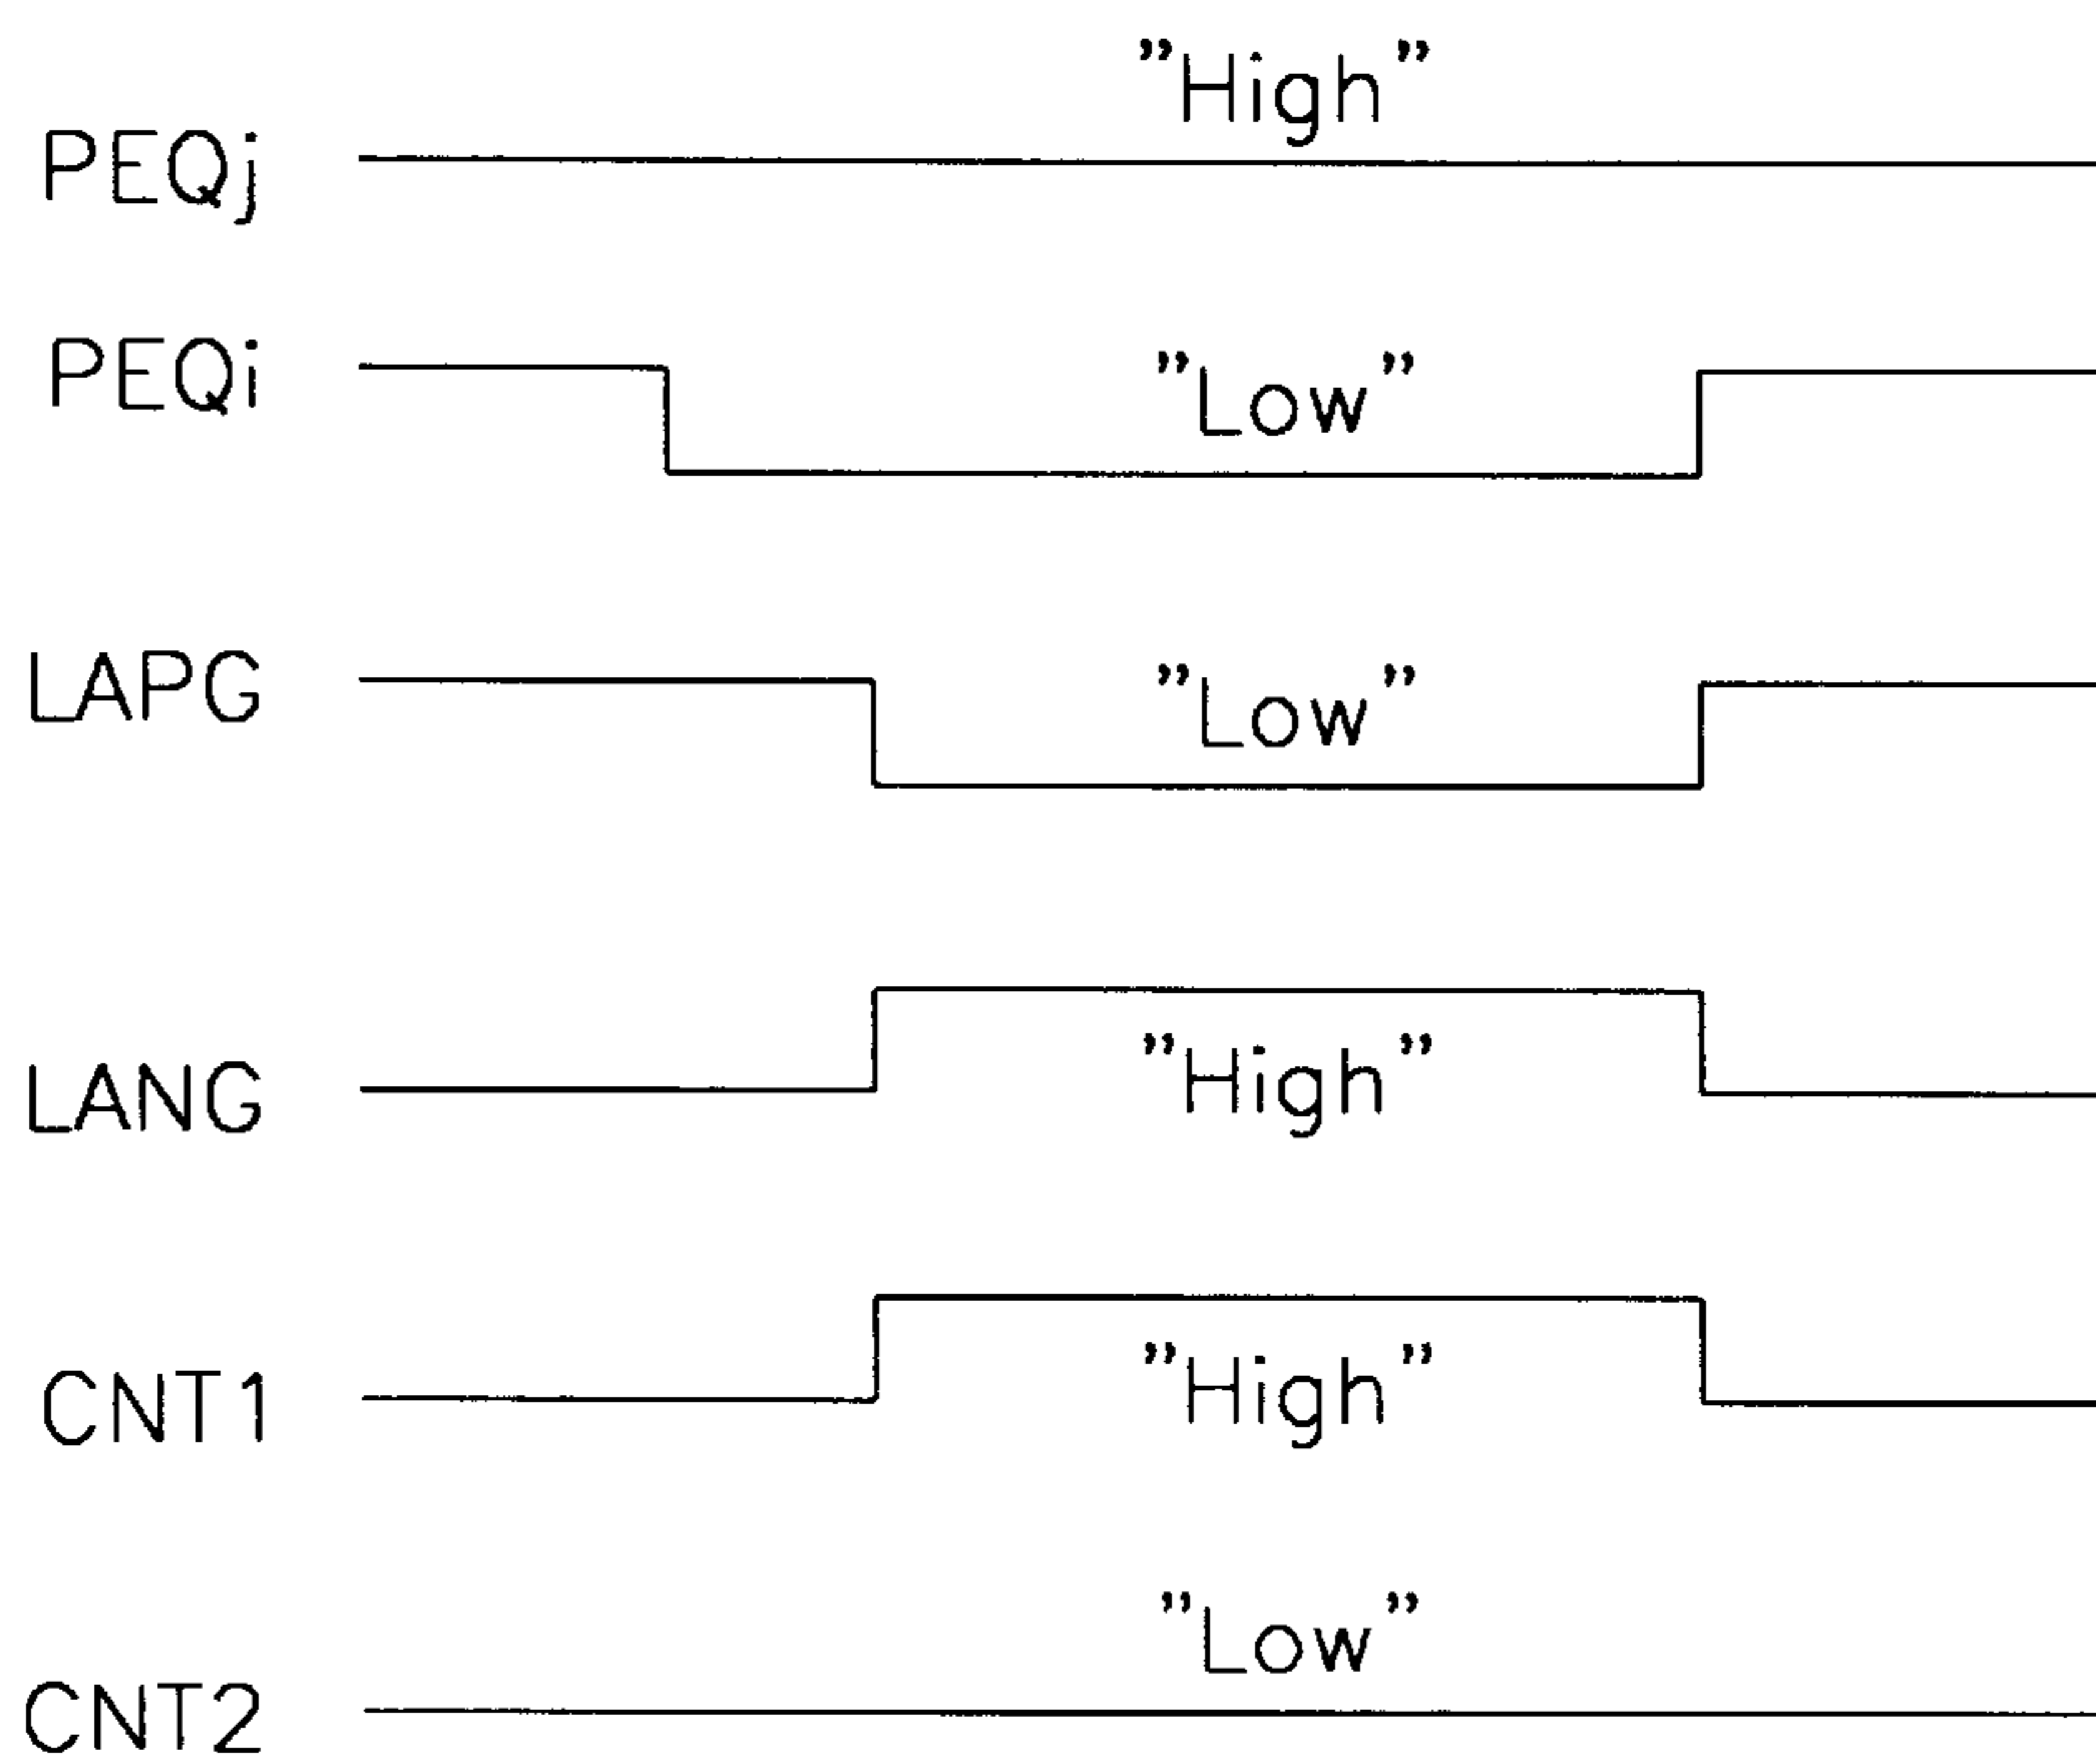 "High"
PEQj
PEQi "Low"
LAPG "Low"
LANG "High"
CNT1 "High"
"Low"
CNT2